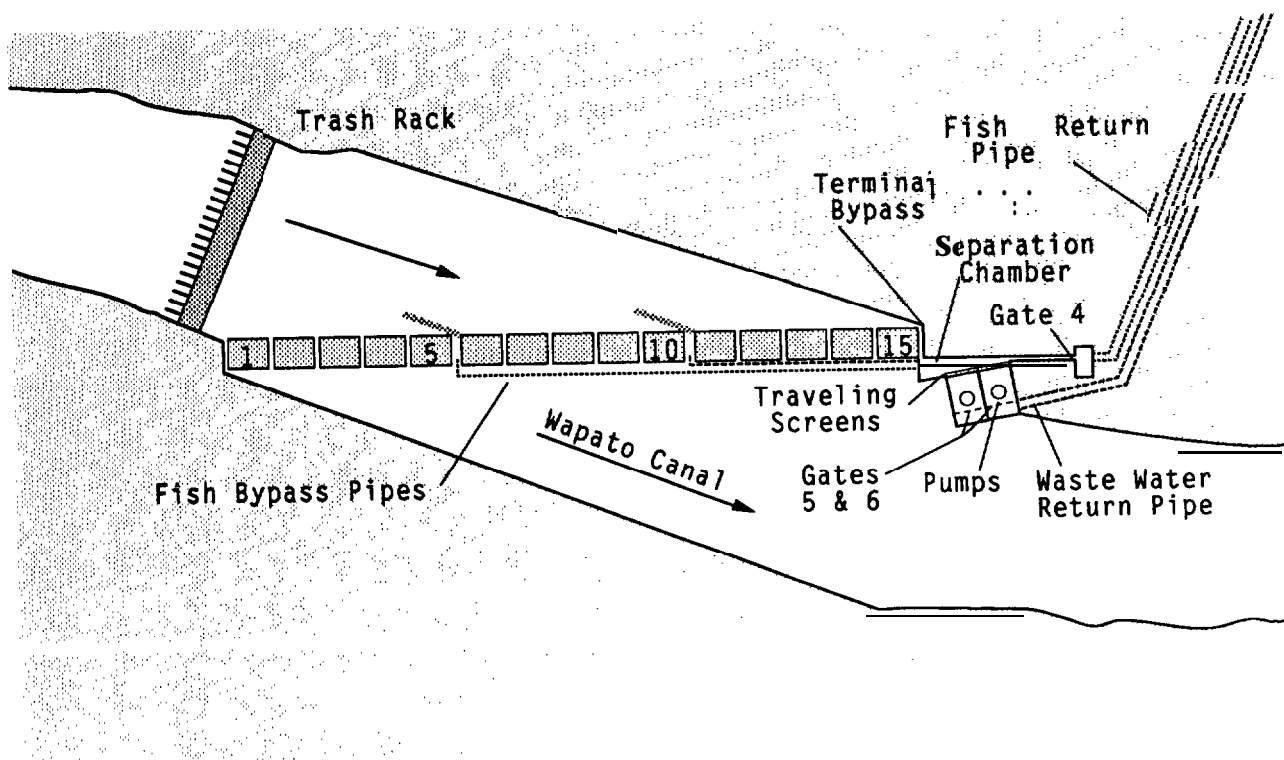 Trash Rack
Fish Return
Pipe
Terminal
Bypass
Separation
Chamber
Gate 4
1
5
10
15
Traveling
Screens
Wapato Canal
Fish Bypass Pipes
Gates
5 & 6
Pumps
Waste Water
Return Pipe